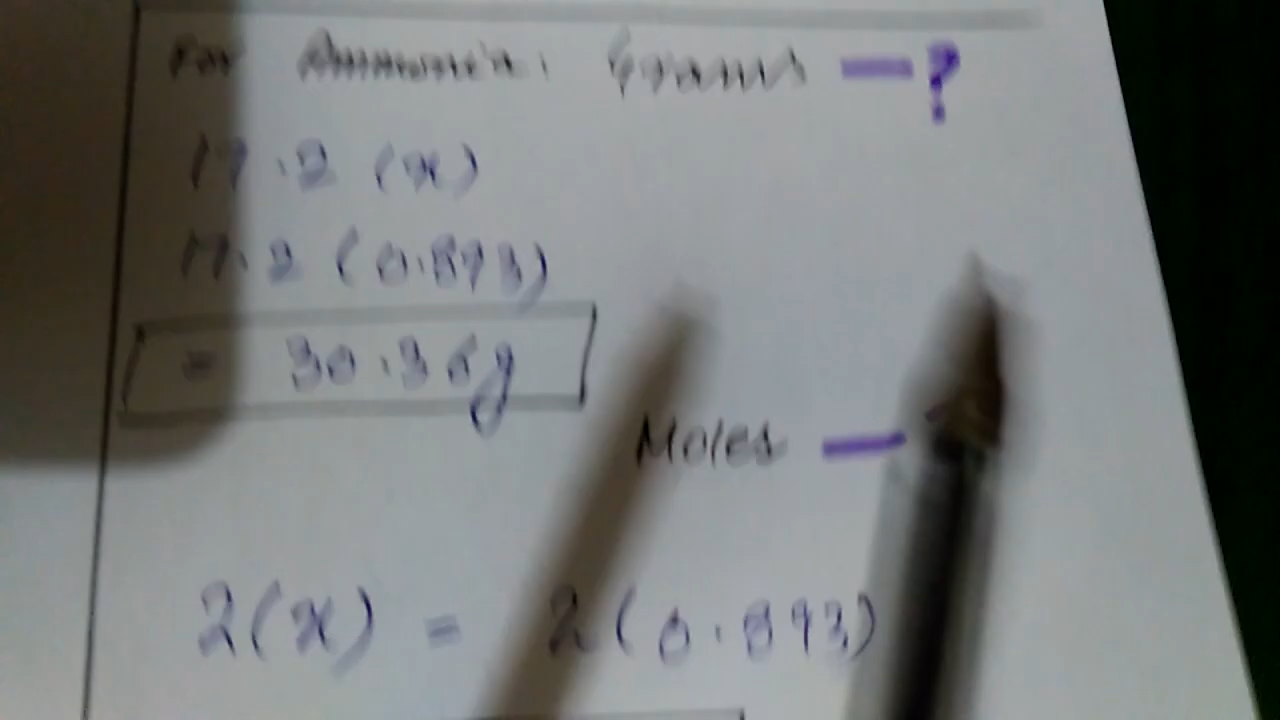 For Ammonia: Grams — ?
17.2 (x)
17.2 (0.893)
= 30.36g
Moles —
2(x) = 2(0.893)